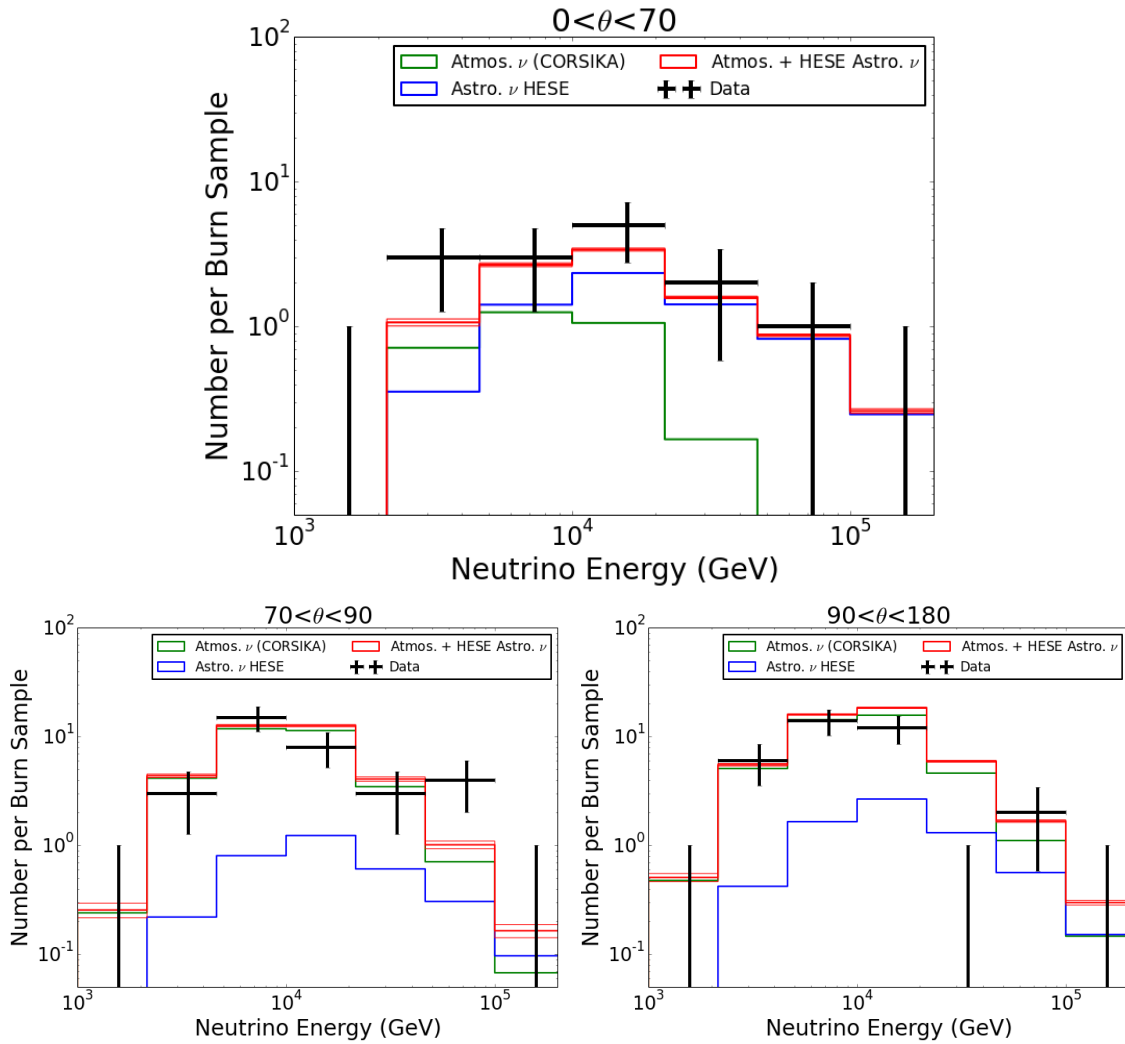 0<θ<70
Atmos. ν (CORSIKA)
Atmos. + HESE Astro. ν
Astro. ν HESE
Data
Number per Burn Sample
10^2
10^1
10^0
10^-1
10^3
10^4
10^5
Neutrino Energy (GeV)
70<θ<90
Atmos. ν (CORSIKA)
Atmos. + HESE Astro. ν
Astro. ν HESE
Data
Number per Burn Sample
10^2
10^1
10^0
10^-1
10^3
10^4
10^5
Neutrino Energy (GeV)
90<θ<180
Atmos. ν (CORSIKA)
Atmos. + HESE Astro. ν
Astro. ν HESE
Data
Number per Burn Sample
10^2
10^1
10^0
10^-1
10^3
10^4
10^5
Neutrino Energy (GeV)